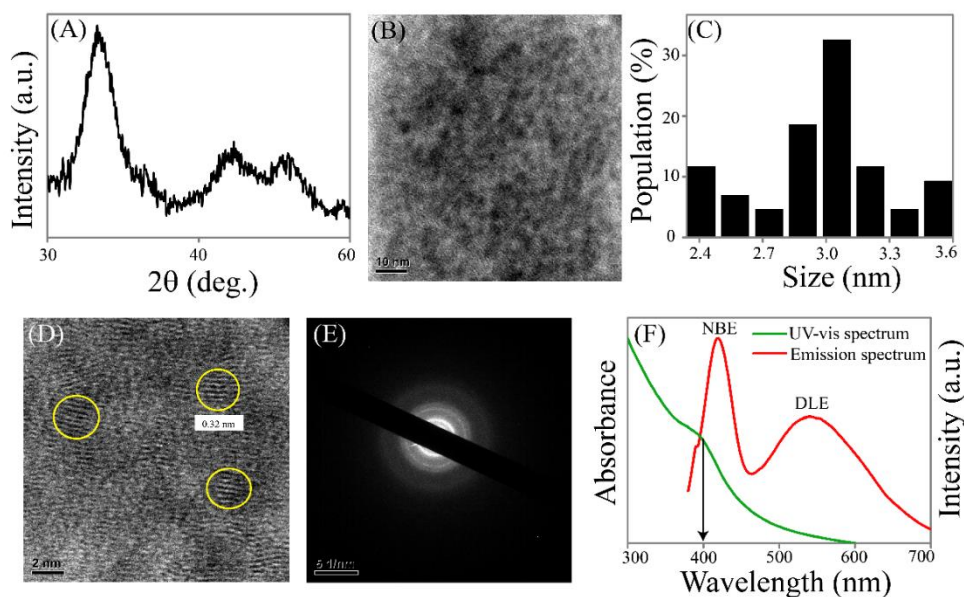 (A)
Intensity (a.u.)
30
40
60
2θ (deg.)
(B)
10 nm
(C)
Population (%)
30
20
10
0
2.4
2.7
3.0
3.3
3.6
Size (nm)
(D)
0.32 nm
2 nm
(E)
5 1/nm
(F)
NBE
UV-vis spectrum
Emission spectrum
DLE
Absorbance
Intensity (a.u.)
300
400
500
600
700
Wavelength (nm)